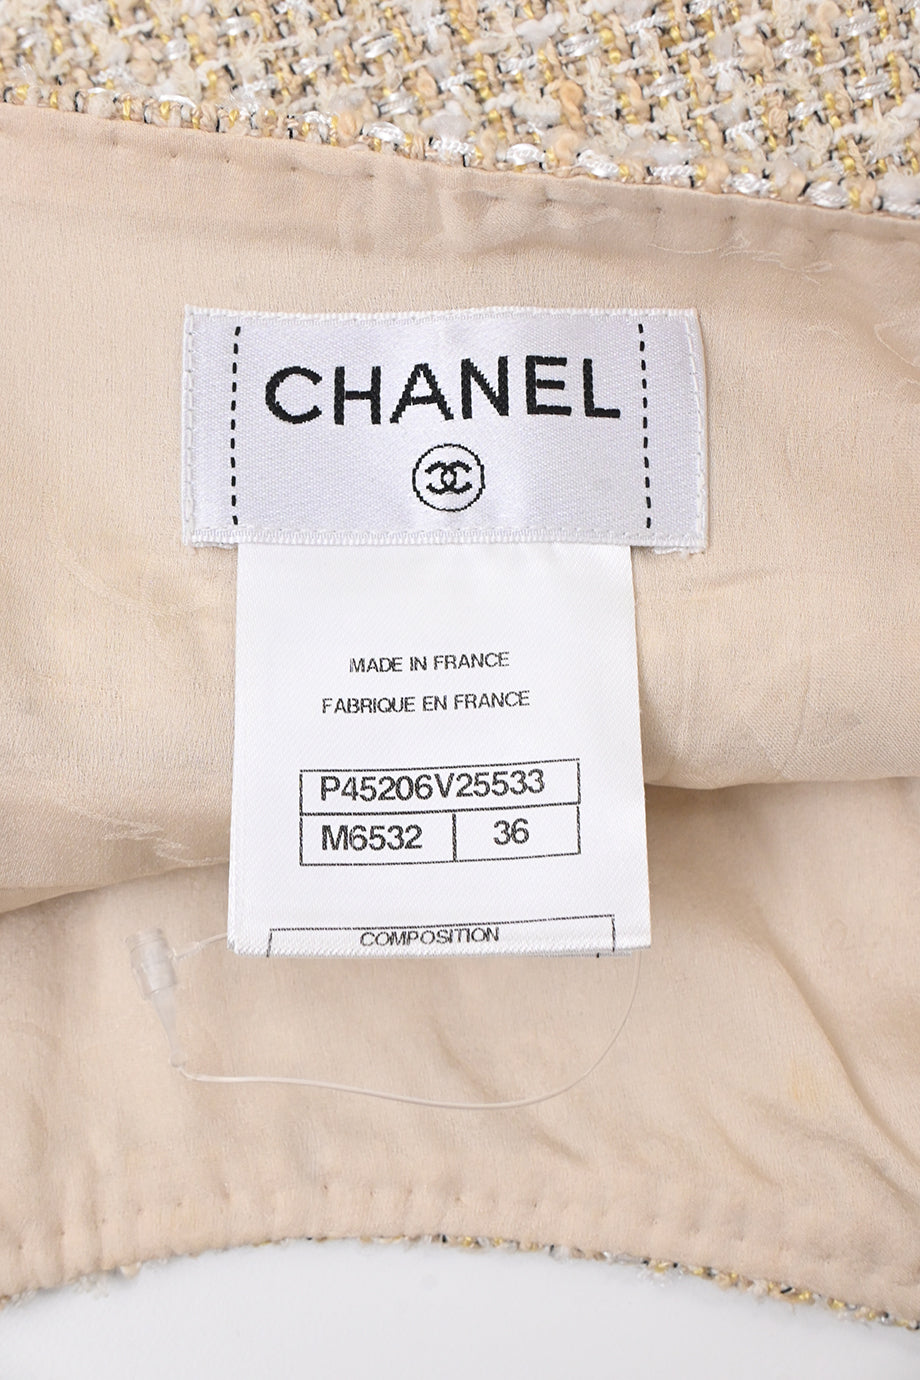 CHANEL
MADE IN FRANCE
FABRIQUE EN FRANCE
P45206V25533
M6532 36
COMPOSITION